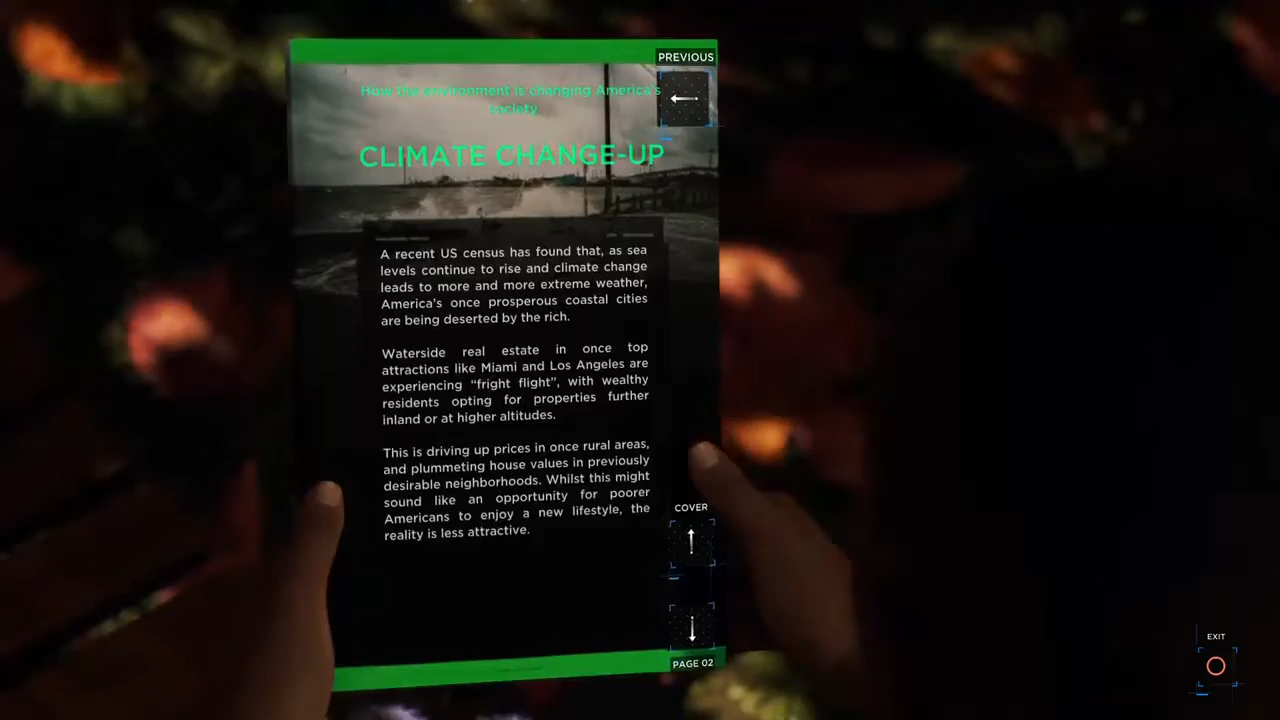 PREVIOUS
How the environment is changing America's
society
CLIMATE CHANGE-UP
A recent US census has found that, as sea
levels continue to rise and climate change
leads to more and more extreme weather,
America's once prosperous coastal cities
are being deserted by the rich.
Waterside real estate in once top
attractions like Miami and Los Angeles are
experiencing “fright flight”, with wealthy
residents opting for properties further
inland or at higher altitudes.
This is driving up prices in once rural areas,
and plummeting house values in previously
desirable neighborhoods. Whilst this might
sound like an opportunity for poorer
Americans to enjoy a new lifestyle, the
reality is less attractive.
COVER
PAGE 02
EXIT